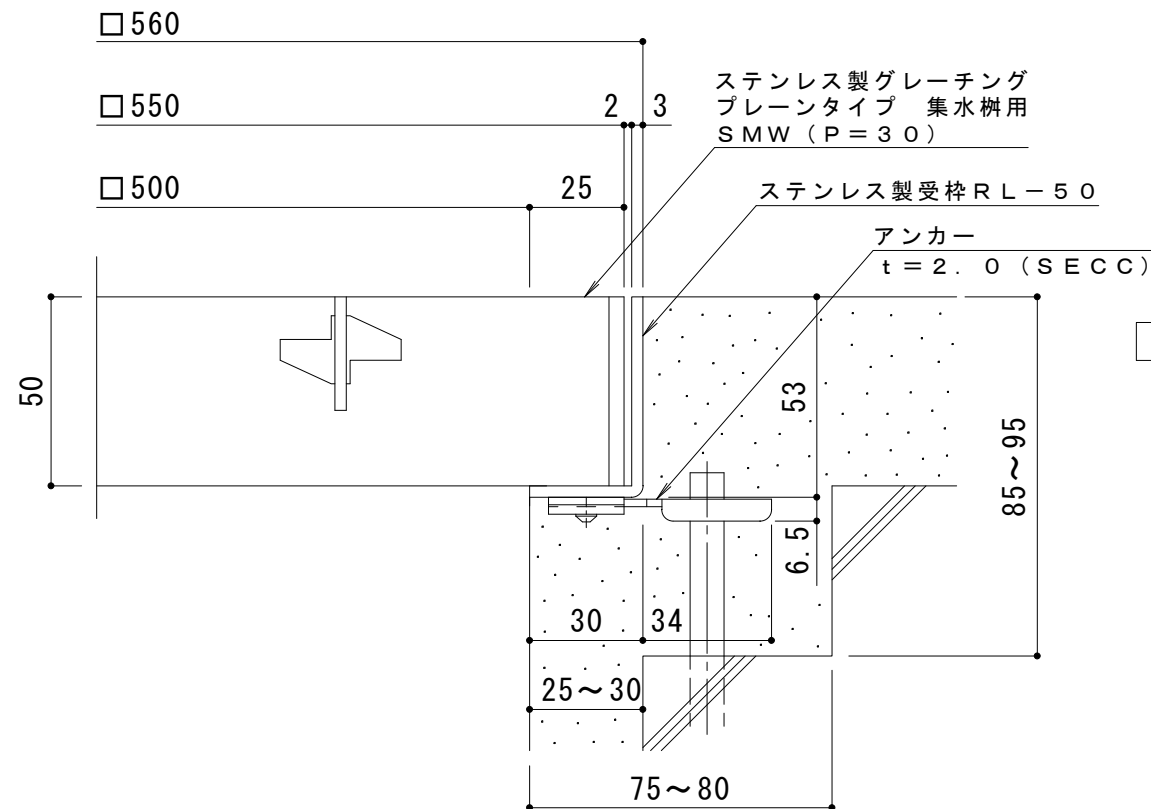 □560
□550
2
3
□500
25
ステンレス製グレーチング
プレーンタイプ 集水桝用
SMW(P=30)
ステンレス製受枠RL-50
アンカー
t=2.0(SECC)
50
53
85~95
6.5
30
34
25~30
75~80